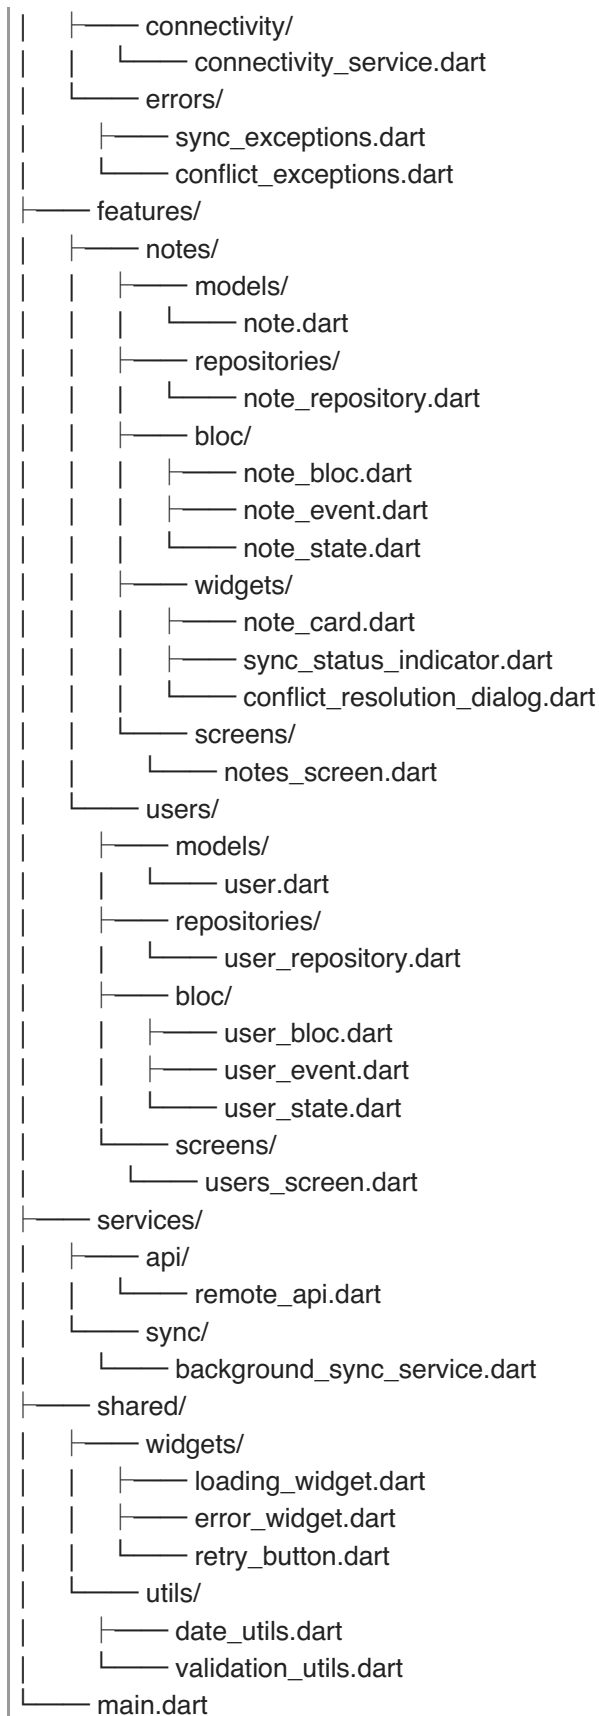 connectivity/
connectivity_service.dart
errors/
sync_exceptions.dart
conflict_exceptions.dart
features/
notes/
models/
note.dart
repositories/
note_repository.dart
bloc/
note_bloc.dart
note_event.dart
note_state.dart
widgets/
note_card.dart
sync_status_indicator.dart
conflict_resolution_dialog.dart
screens/
notes_screen.dart
users/
models/
user.dart
repositories/
user_repository.dart
bloc/
user_bloc.dart
user_event.dart
user_state.dart
screens/
users_screen.dart
services/
api/
remote_api.dart
sync/
background_sync_service.dart
shared/
widgets/
loading_widget.dart
error_widget.dart
retry_button.dart
utils/
date_utils.dart
validation_utils.dart
main.dart